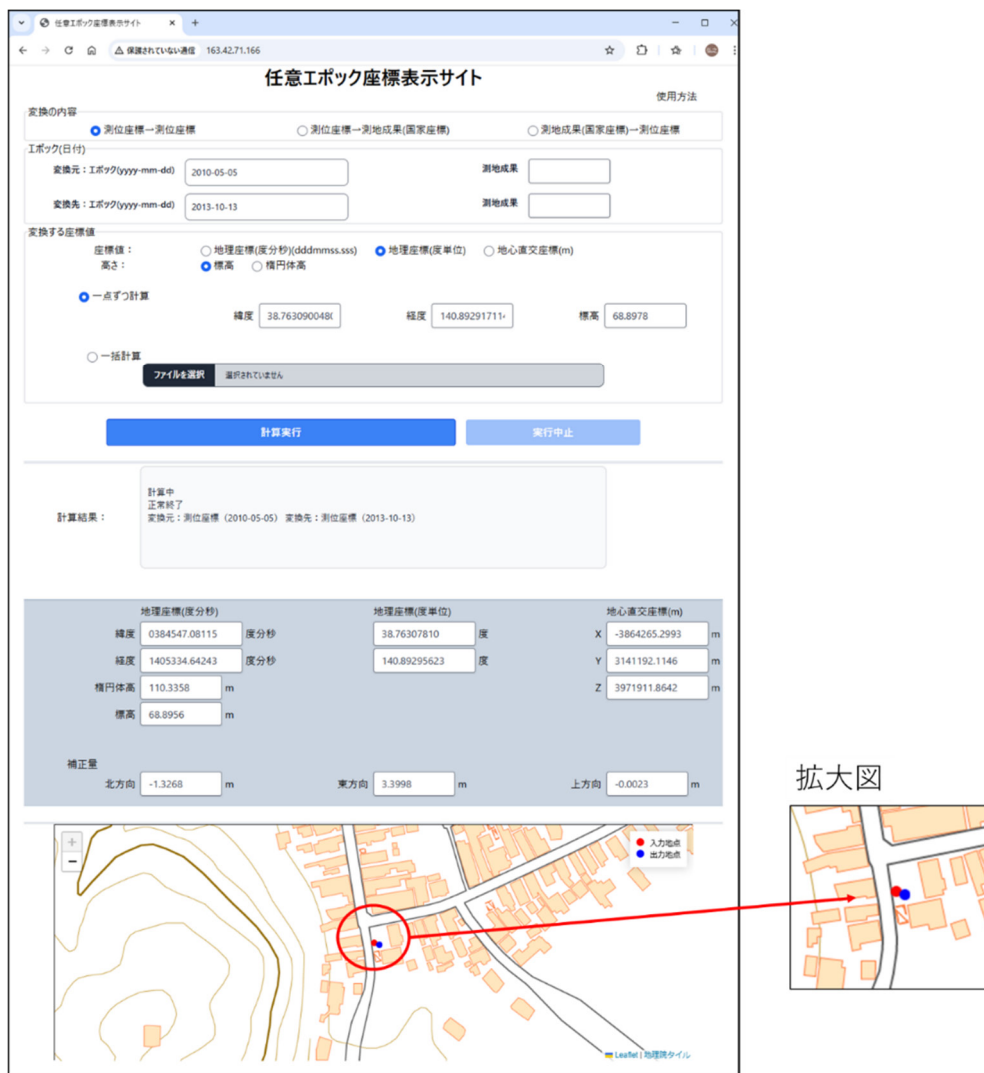 任意エポック座標表示サイト
保護されていない通信 163.42.71.166
任意エポック座標表示サイト
使用方法
変換の内容
測位座標→測位座標 測位座標→測地成果(国家座標) 測地成果(国家座標)→測位座標
エポック(日付)
変換元：エポック(yyyy-mm-dd) 2010-05-05 測地成果
変換先：エポック(yyyy-mm-dd) 2013-10-13 測地成果
変換する座標値
座標値： 地理座標(度分秒)(dddmmss.sss) 地理座標(度単位) 地心直交座標(m)
高さ： 標高 楕円体高
一点ずつ計算
緯度 38.763090048( 経度 140.89291711 標高 68.8978
一括計算
ファイルを選択 選択されていません
計算実行 実行中止
計算中
正常終了
計算結果： 変換元：測位座標（2010-05-05） 変換先：測位座標（2013-10-13）
地理座標(度分秒) 地理座標(度単位) 地心直交座標(m)
緯度 0384547.08115 度分秒 38.76307810 度 X -3864265.2993 m
経度 1405334.64243 度分秒 140.89295623 度 Y 3141192.1146 m
楕円体高 110.3358 m Z 3971911.8642 m
標高 68.8956 m
補正量
北方向 -1.3268 m 東方向 3.3998 m 上方向 -0.0023 m
拡大図
+
−
入力地点
出力地点
Leaflet | 地理院タイル